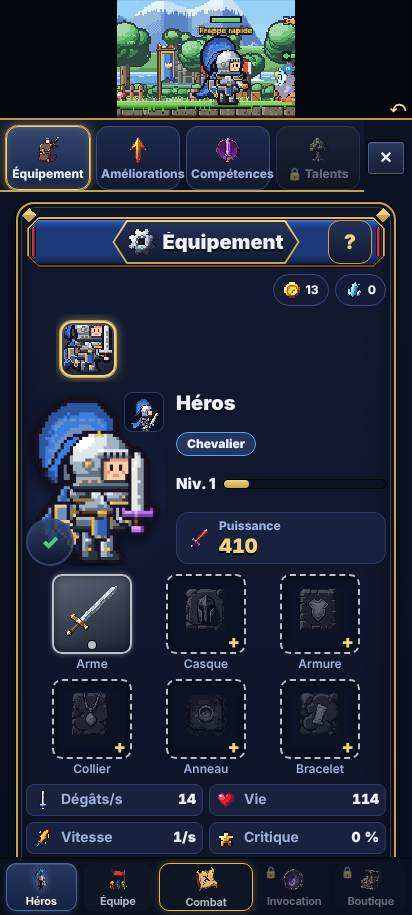 Frappe rapide
Équipement
Améliorations
Compétences
Talents
×
Équipement
?
13
0
Héros
Chevalier
Niv. 1
Puissance
410
Arme
Casque
Armure
Collier
Anneau
Bracelet
Dégâts/s 14
Vie 114
Vitesse 1/s
Critique 0 %
Héros
Équipe
Combat
Invocation
Boutique